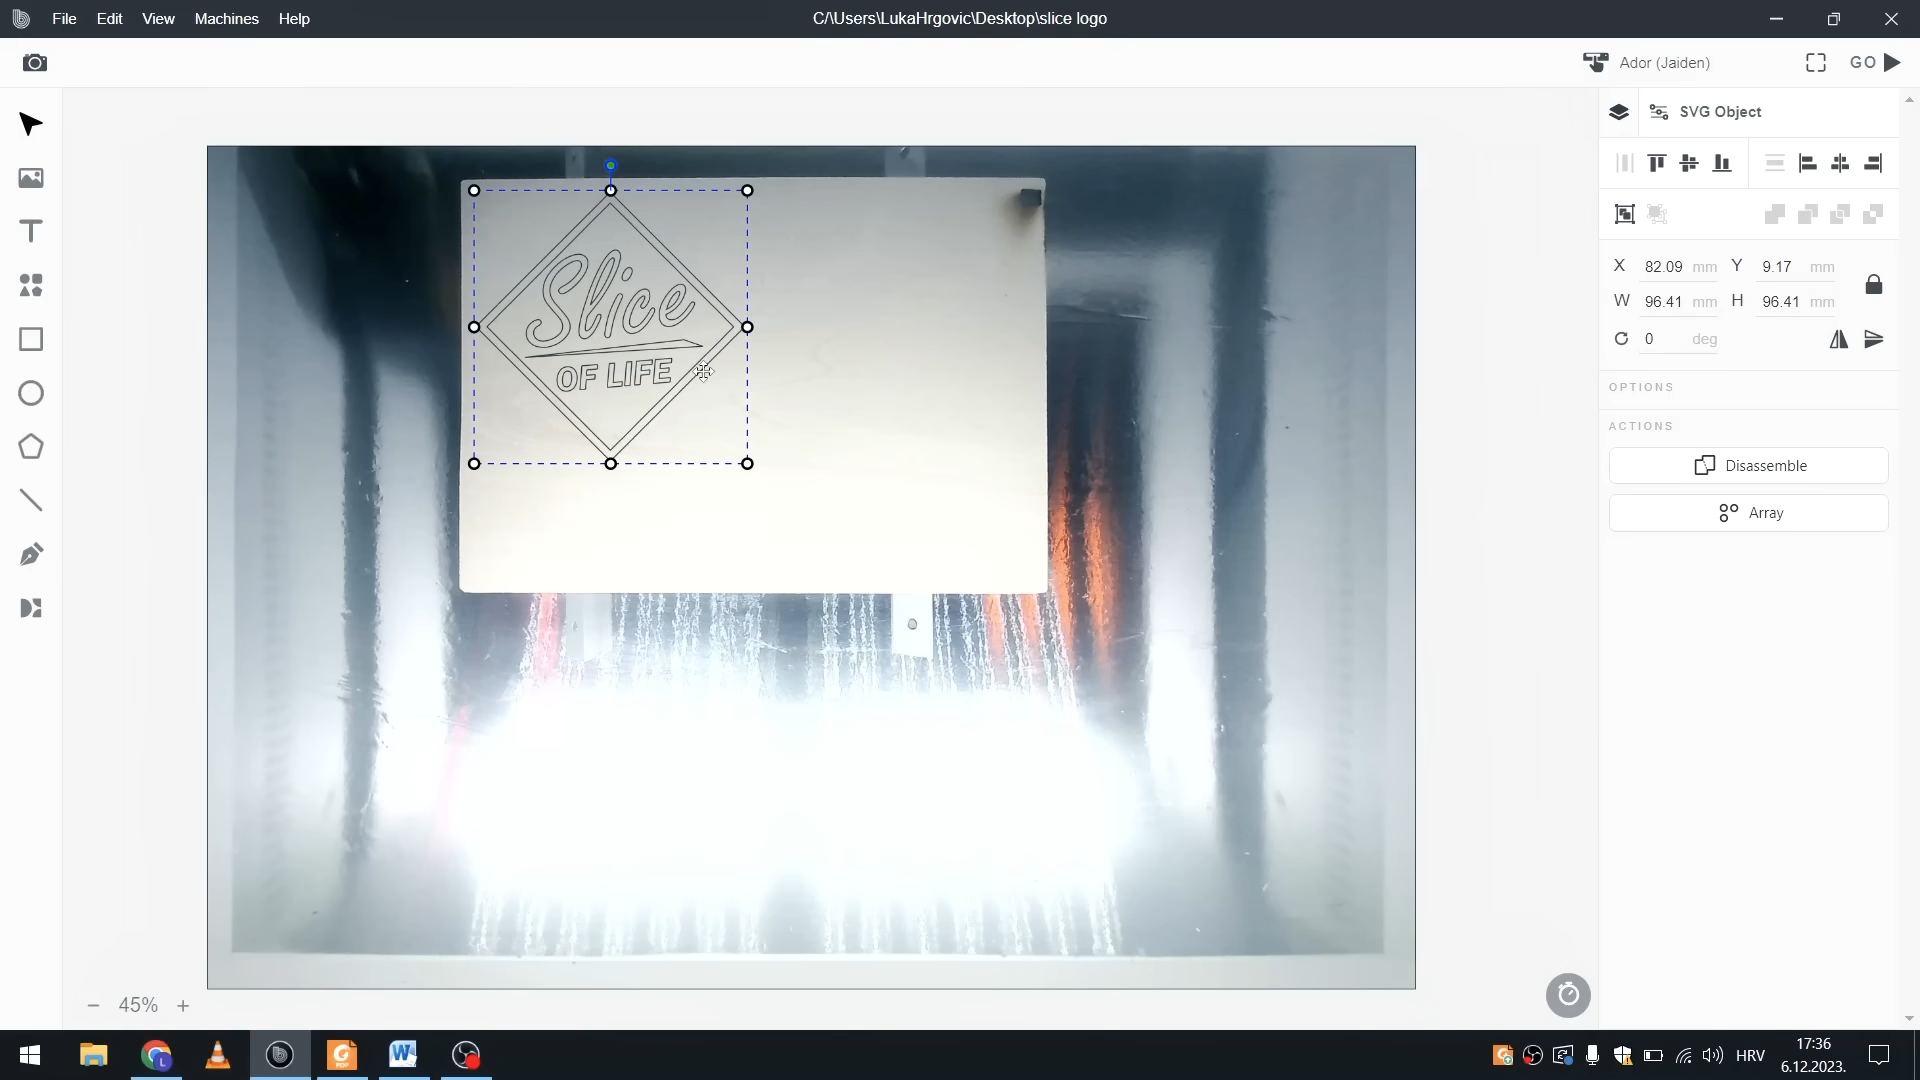 File Edit View Machines Help
C/\Users\LukaHrgovic\Desktop\slice logo
Ador (Jaiden)
GO
SVG Object
X 82.09 mm Y 9.17 mm
W 96.41 mm H 96.41 mm
0 deg
OPTIONS
ACTIONS
Disassemble
Array
Slice
OF LIFE
− 45% +
HRV
17:36
6.12.2023.